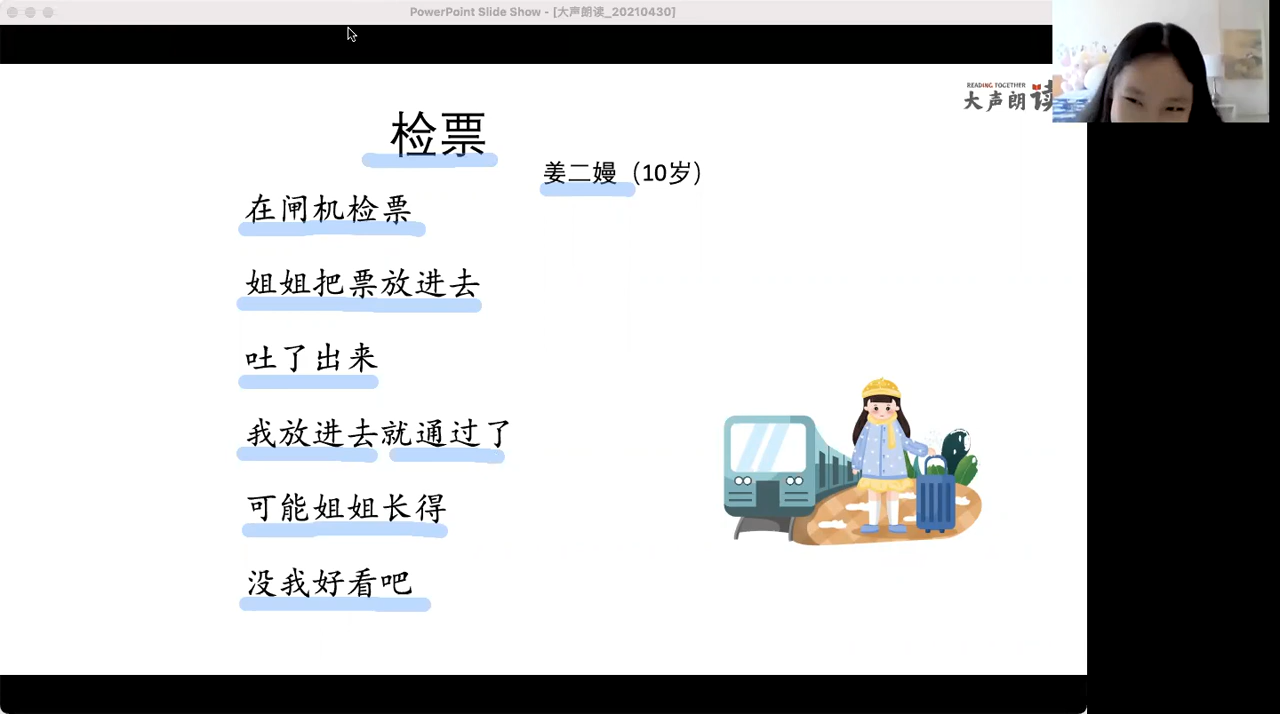 PowerPoint Slide Show - [大声朗读_20210430]
READING TOGETHER
大声朗读
检票
姜二嫚（10岁）
在闸机检票
姐姐把票放进去
吐了出来
我放进去就通过了
可能姐姐长得
没我好看吧